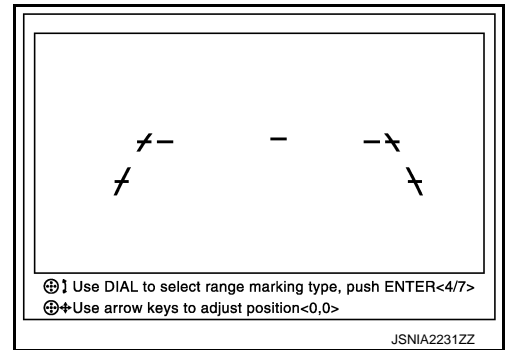 Use DIAL to select range marking type, push ENTER<4/7>
Use arrow keys to adjust position<0,0>
JSNIA2231ZZ